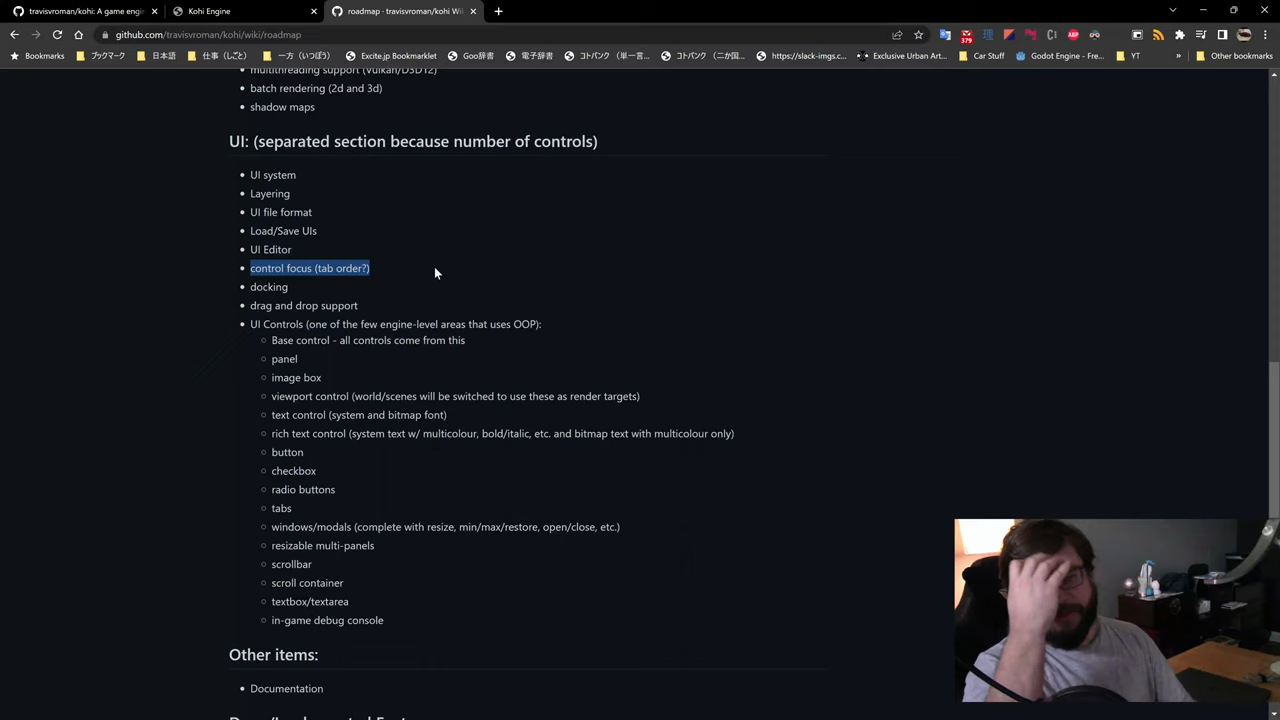 travisvroman/kohi: A game engin
Kohi Engine
roadmap · travisvroman/kohi Wi
github.com/travisvroman/kohi/wiki/roadmap
379
ABP
Bookmarks
ブックマーク
日本語
仕事（しごと）
一方（いっぽう）
Excite.jp Bookmarklet
Goo辞書
電子辞書
コトバンク（単一言...
コトバンク（二か国...
https://slack-imgs.c...
Exclusive Urban Art...
Car Stuff
Godot Engine - Fre...
YT
»
Other bookmarks
multithreading support (Vulkan/D3D12)
batch rendering (2d and 3d)
shadow maps
UI: (separated section because number of controls)
UI system
Layering
UI file format
Load/Save UIs
UI Editor
control focus (tab order?)
docking
drag and drop support
UI Controls (one of the few engine-level areas that uses OOP):
Base control - all controls come from this
panel
image box
viewport control (world/scenes will be switched to use these as render targets)
text control (system and bitmap font)
rich text control (system text w/ multicolour, bold/italic, etc. and bitmap text with multicolour only)
button
checkbox
radio buttons
tabs
windows/modals (complete with resize, min/max/restore, open/close, etc.)
resizable multi-panels
scrollbar
scroll container
textbox/textarea
in-game debug console
Other items:
Documentation